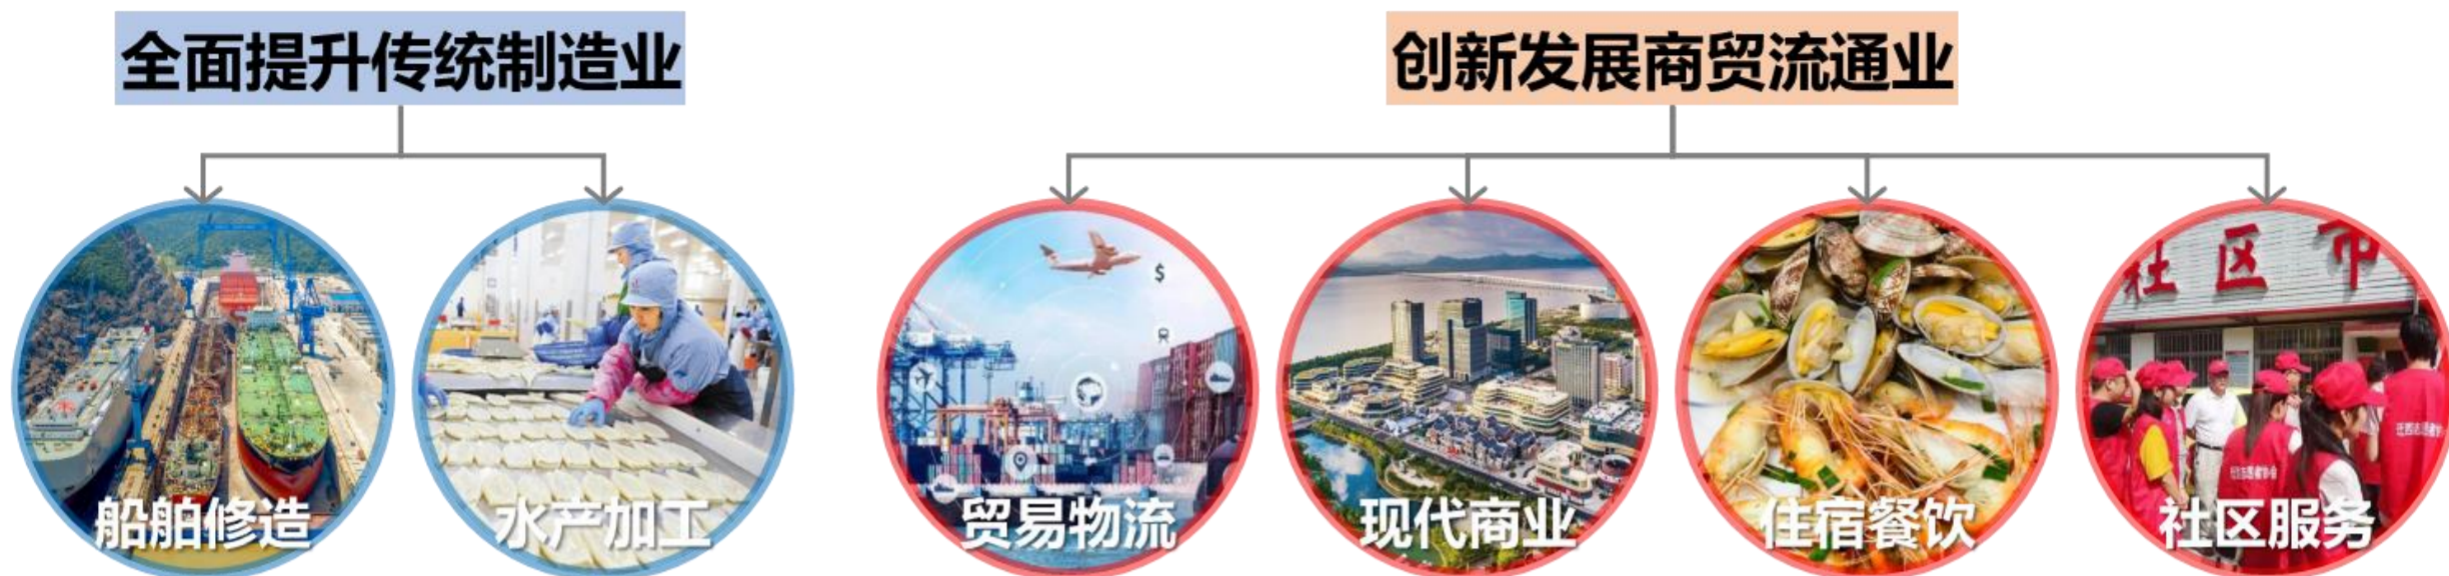 全面提升传统制造业
创新发展商贸流通业
船舶修造
水产加工
贸易物流
$
现代商业
住宿餐饮
社区市
社区服务